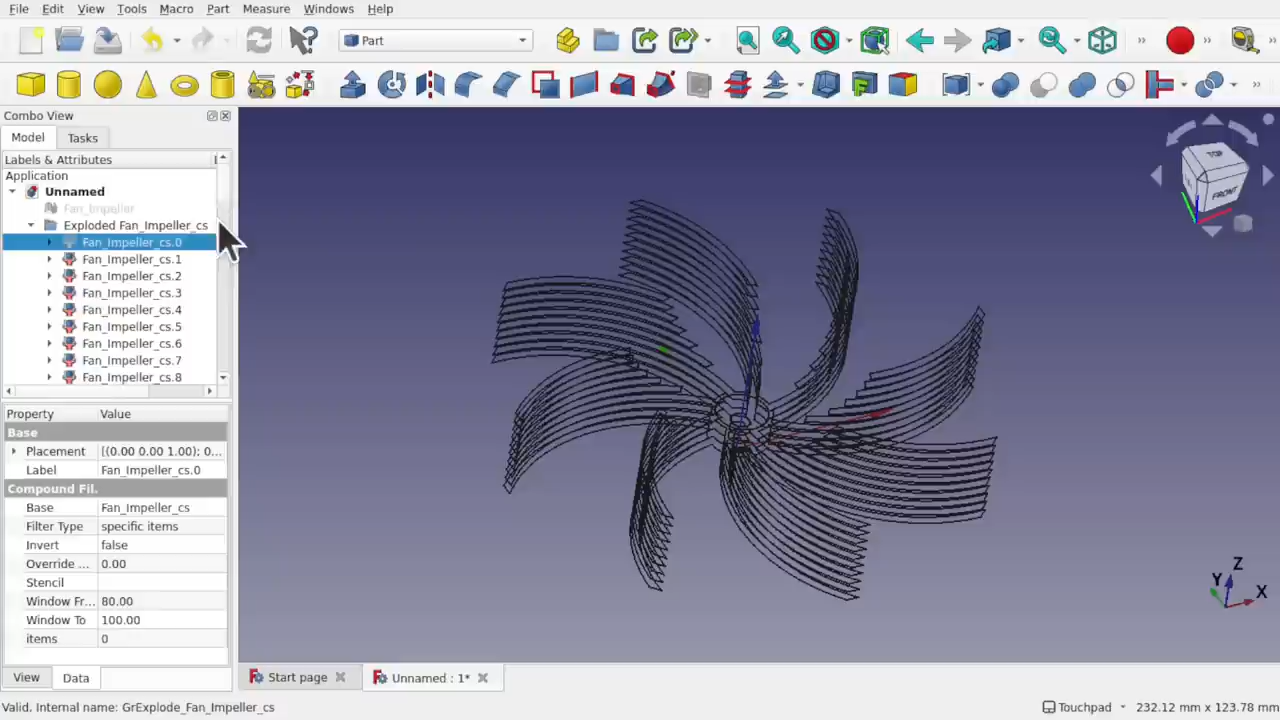 File Edit View Tools Macro Part Measure Windows Help
Part
Combo View
Model Tasks
Labels & Attributes
Application
Unnamed
Fan_Impeller
Exploded Fan_Impeller_cs
Fan_Impeller_cs.0
Fan_Impeller_cs.1
Fan_Impeller_cs.2
Fan_Impeller_cs.3
Fan_Impeller_cs.4
Fan_Impeller_cs.5
Fan_Impeller_cs.6
Fan_Impeller_cs.7
Fan_Impeller_cs.8
Property Value
Base
Placement [(0.00 0.00 1.00); 0...
Label Fan_Impeller_cs.0
Compound Fil.
Base Fan_Impeller_cs
Filter Type specific items
Invert false
Override ... 0.00
Stencil
Window Fr... 80.00
Window To 100.00
items 0
View Data
TOP
FRONT
Z
Y
X
Start page Unnamed : 1*
Valid, Internal name: GrExplode_Fan_Impeller_cs
Touchpad 232.12 mm x 123.78 mm